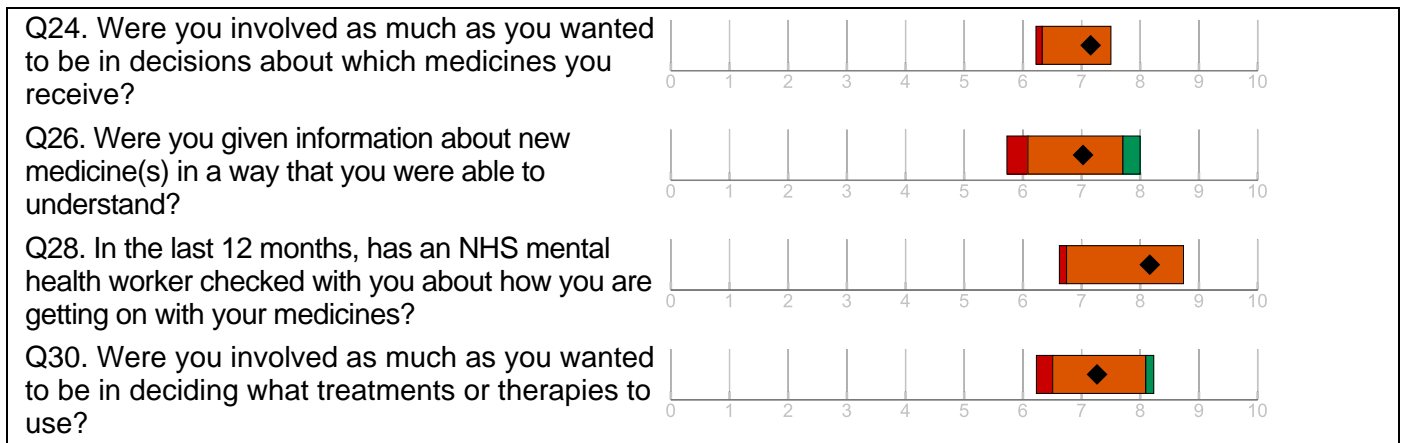 Q24. Were you involved as much as you wanted
to be in decisions about which medicines you
receive?
0 1 2 3 4 5 6 7 8 9 10
Q26. Were you given information about new
medicine(s) in a way that you were able to
understand?
0 1 2 3 4 5 6 7 8 9 10
Q28. In the last 12 months, has an NHS mental
health worker checked with you about how you are
getting on with your medicines?
0 1 2 3 4 5 6 7 8 9 10
Q30. Were you involved as much as you wanted
to be in deciding what treatments or therapies to
use?
0 1 2 3 4 5 6 7 8 9 10